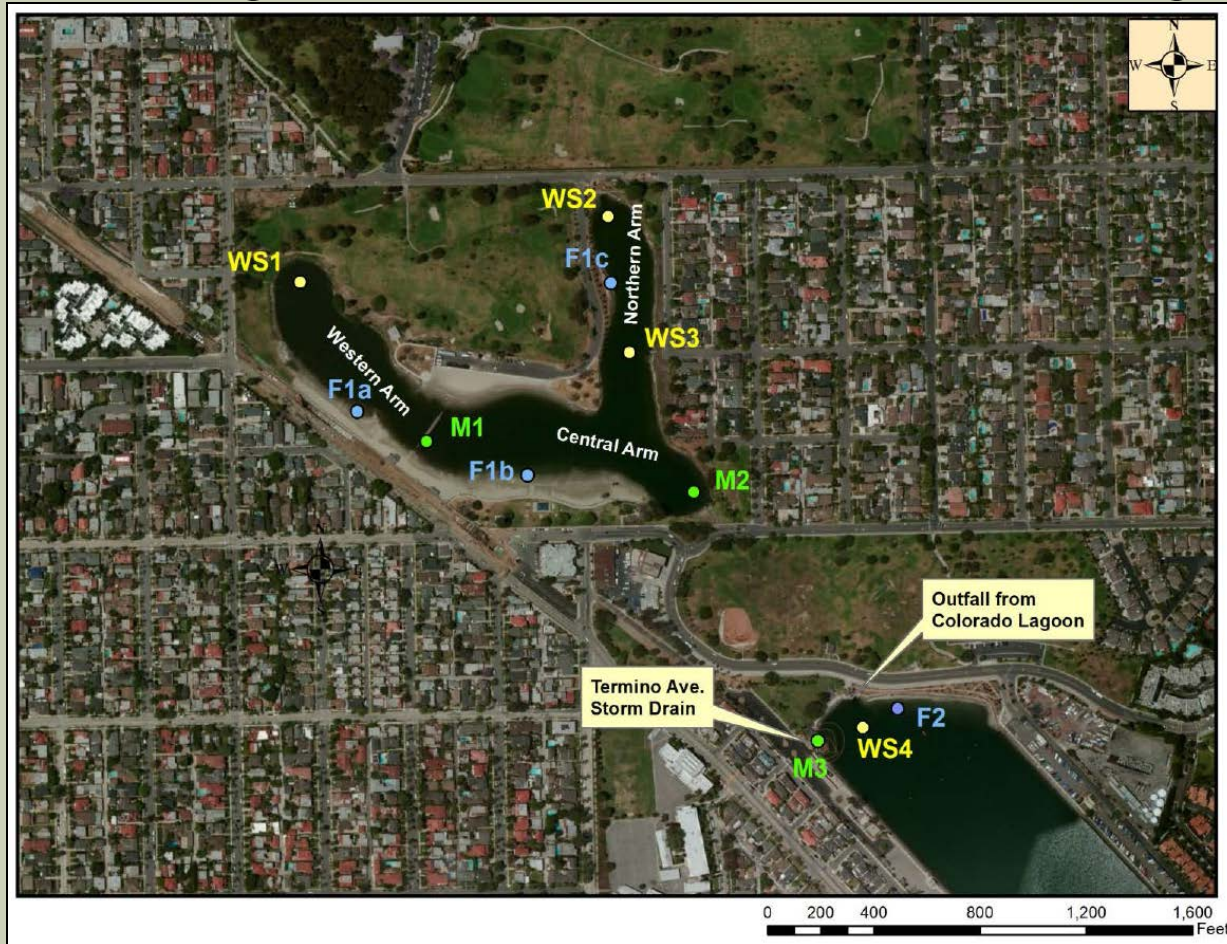 N
W E
S
WS2
F1c
Northern Arm
WS1
WS3
Western Arm
F1a
M1
Central Arm
F1b
M2
Outfall from
Colorado Lagoon
Termino Ave.
Storm Drain
F2
WS4
M3
0 200 400 800 1,200 1,600
Feet